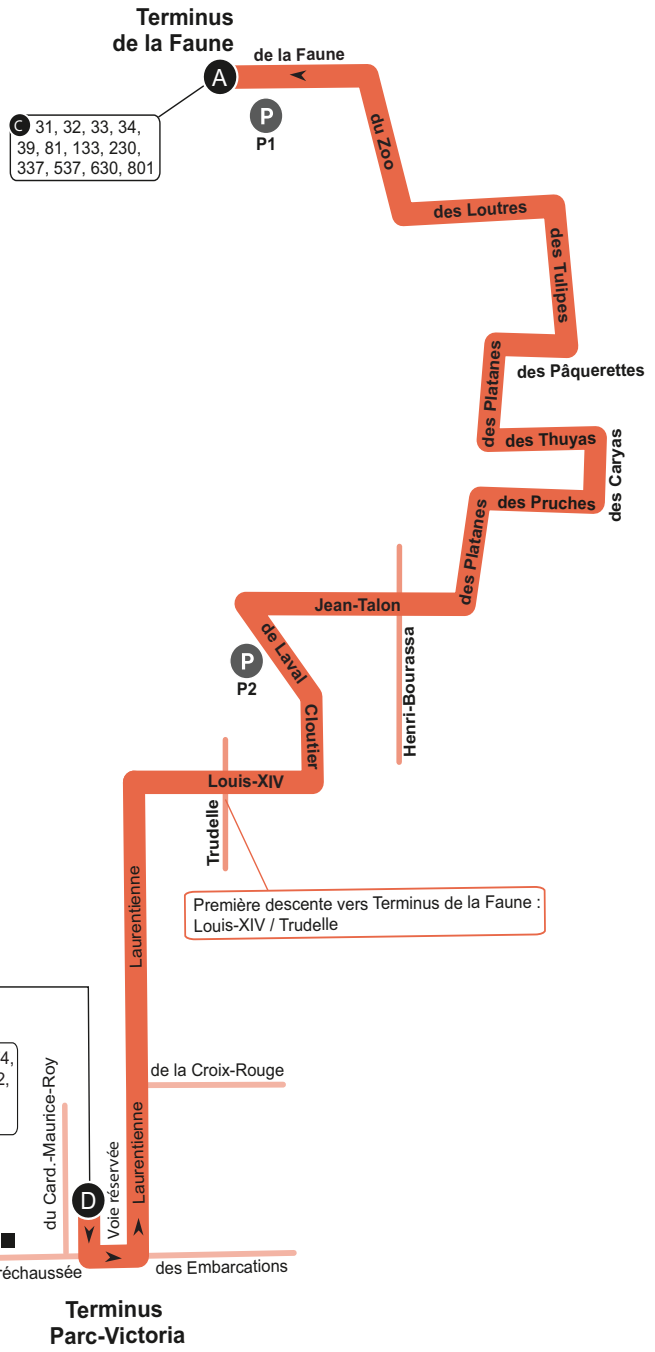 Terminus
de la Faune
de la Faune
A
C 31, 32, 33, 34,
39, 81, 133, 230,
337, 537, 630, 801
P
P1
du Zoo
des Loutres
des Tulipes
des Pâquerettes
des Platanes
des Thuyas
des Caryas
des Pruches
des Platanes
Jean-Talon
Henri-Bourassa
de Laval
P
P2
Cloutier
Louis-XIV
Trudelle
Première descente vers Terminus de la Faune :
Louis-XIV / Trudelle
Laurentienne
4,
2,
de la Croix-Rouge
du Card.-Maurice-Roy
Voie réservée
Laurentienne
D
réchaussée
des Embarcations
Terminus
Parc-Victoria